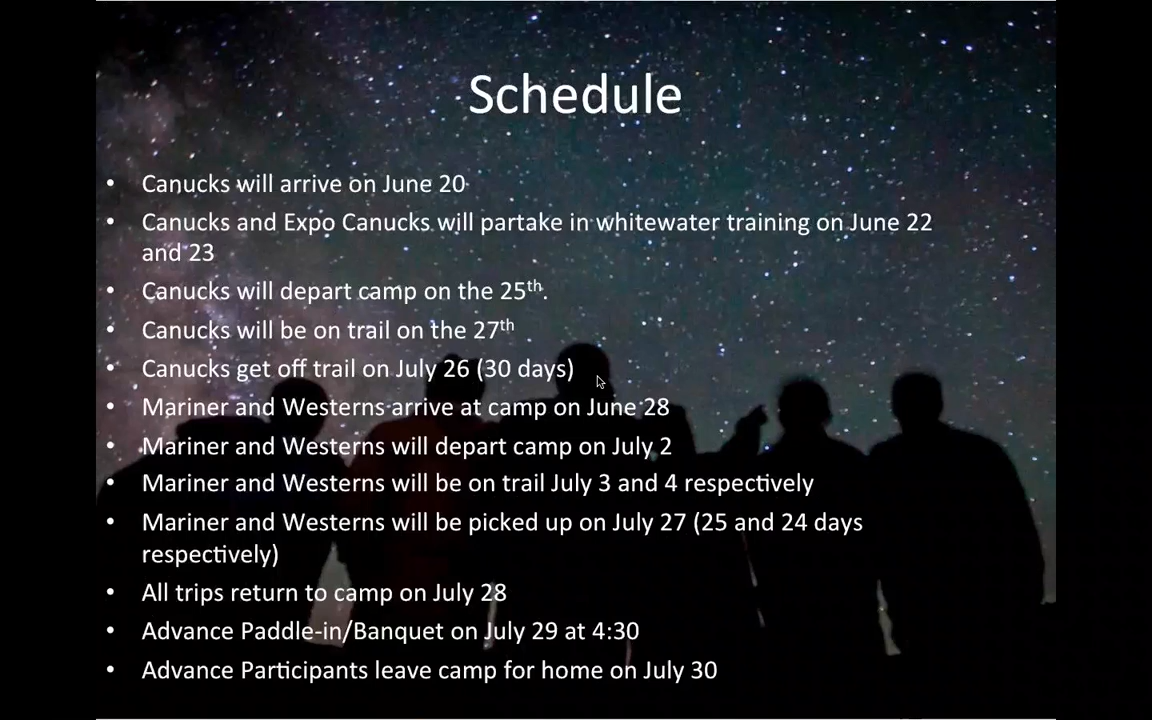 Schedule
• Canucks will arrive on June 20
• Canucks and Expo Canucks will partake in whitewater training on June 22
and 23
• Canucks will depart camp on the 25th.
• Canucks will be on trail on the 27th
• Canucks get off trail on July 26 (30 days)
• Mariner and Westerns arrive at camp on June 28
• Mariner and Westerns will depart camp on July 2
• Mariner and Westerns will be on trail July 3 and 4 respectively
• Mariner and Westerns will be picked up on July 27 (25 and 24 days
respectively)
• All trips return to camp on July 28
• Advance Paddle-in/Banquet on July 29 at 4:30
• Advance Participants leave camp for home on July 30